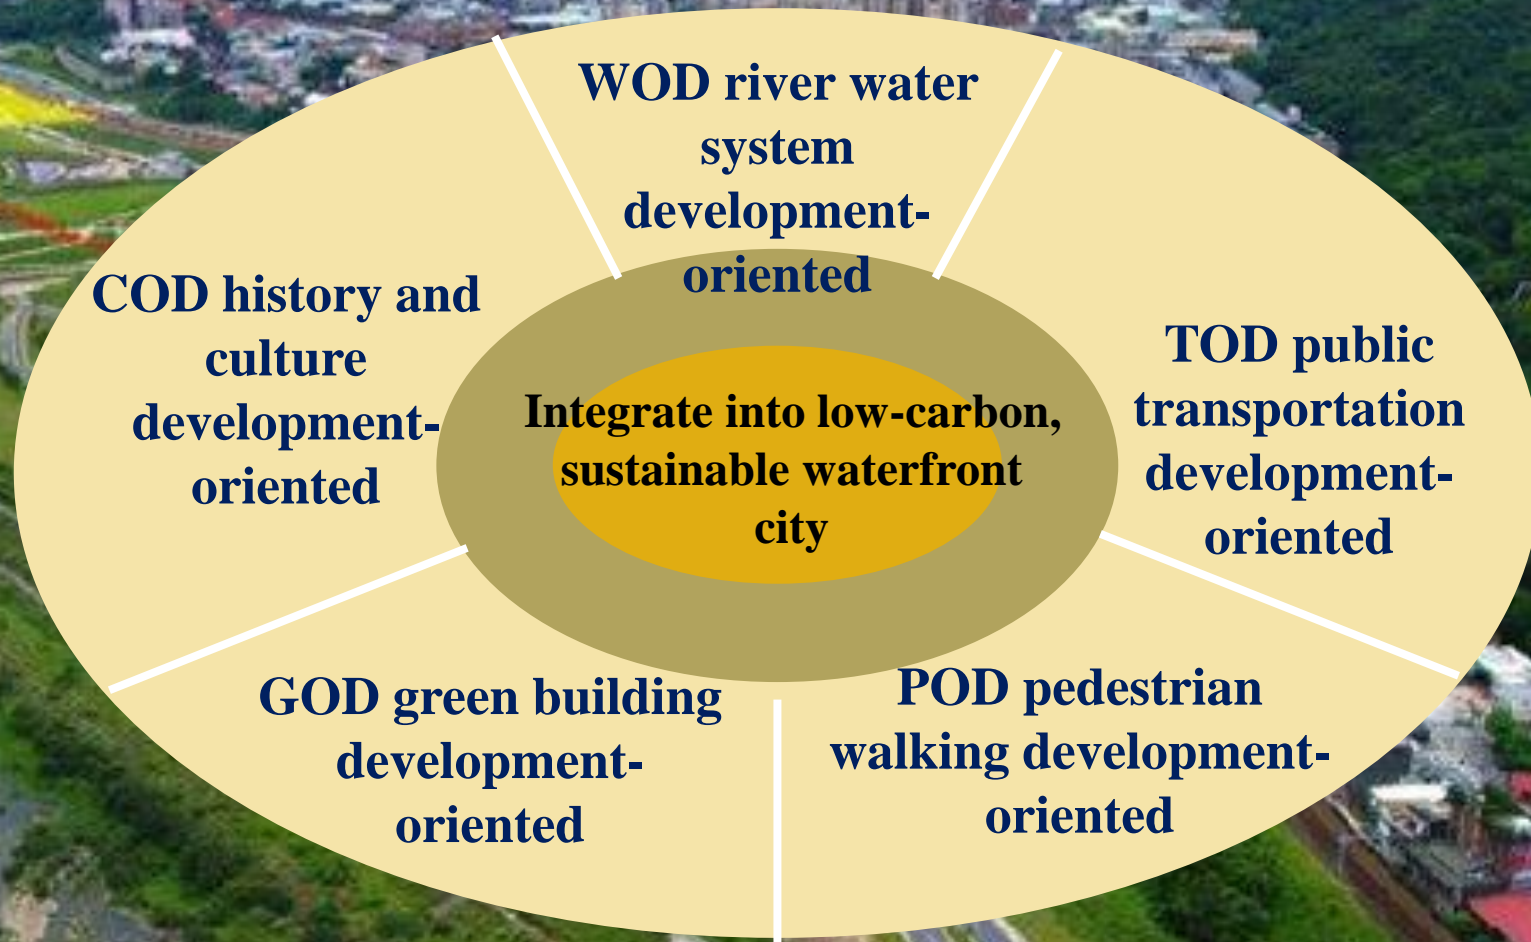 WOD river water
system
development-
oriented
COD history and
culture
development-
oriented
TOD public
transportation
development-
oriented
Integrate into low-carbon,
sustainable waterfront
city
GOD green building
development-
oriented
POD pedestrian
walking development-
oriented